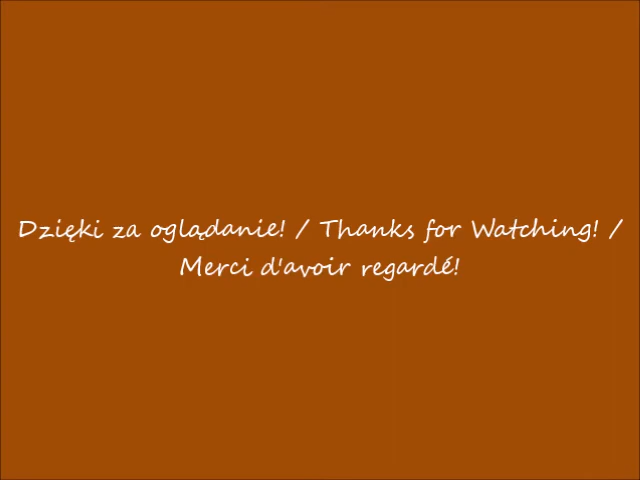 Dzięki za oglądanie! / Thanks for Watching! /
Merci d'avoir regardé!